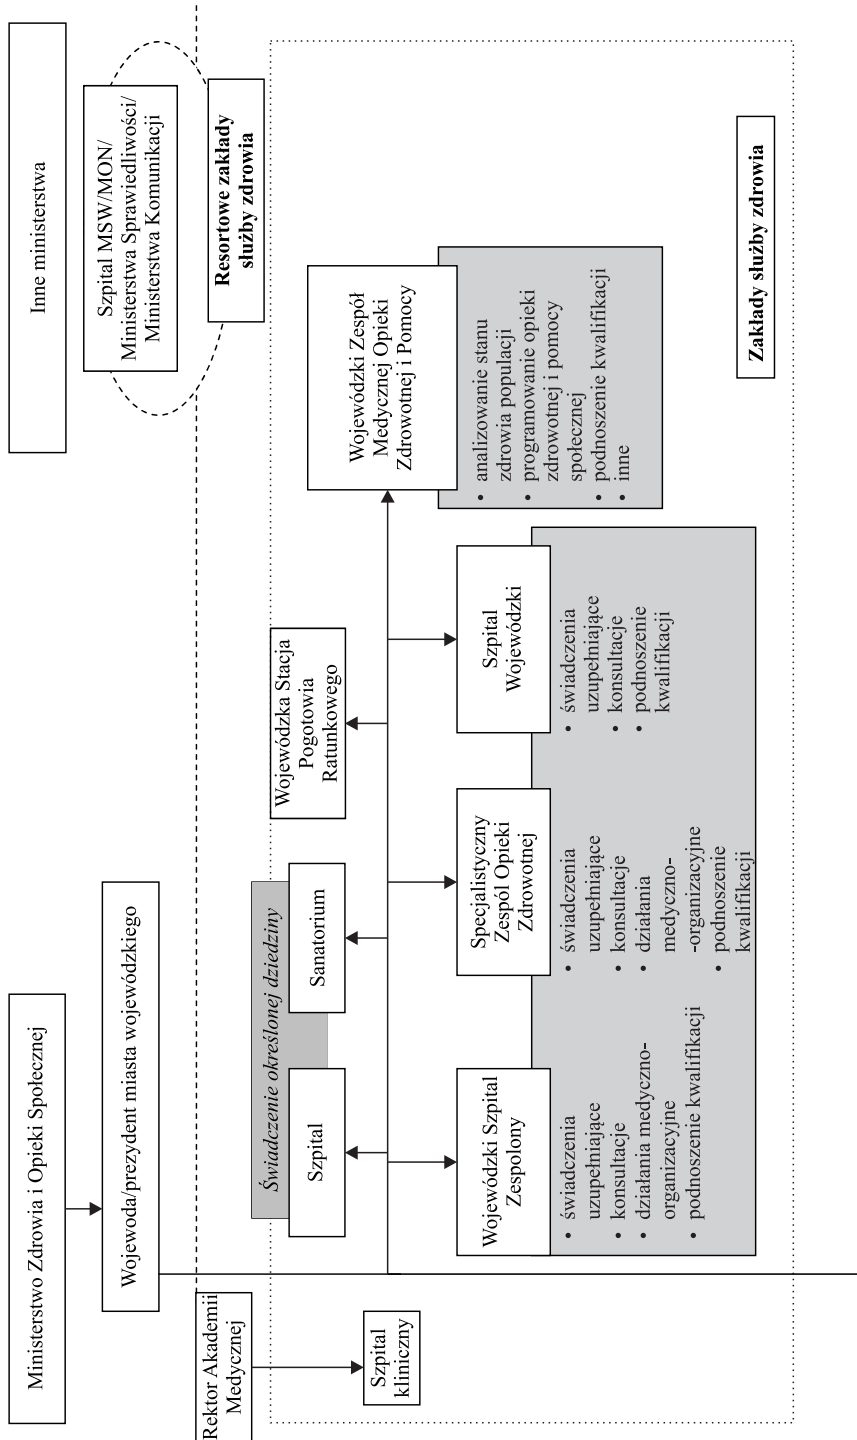 Ministerstwo Zdrowia i Opieki Społecznej
Inne ministerstwa
Wojewoda/prezydent miasta wojewódzkiego
Szpital MSW/MON/
Ministerstwa Sprawiedliwości/
Ministerstwa Komunikacji
Rektor Akademii
Medycznej
Resortowe zakłady
służby zdrowia
Świadczenie określonej dziedziny
Szpital
Sanatorium
Wojewódzka Stacja
Pogotowia
Ratunkowego
Wojewódzki Zespół
Medycznej Opieki
Zdrowotnej i Pomocy
Szpital
kliniczny
Wojewódzki Szpital
Zespolony
• świadczenia
uzupełniające
• konsultacje
• działania medyczno-
organizacyjne
• podnoszenie kwalifikacji
Specjalistyczny
Zespól Opieki
Zdrowotnej
• świadczenia
uzupełniające
• konsultacje
• działania
medyczno-
-organizacyjne
• podnoszenie
kwalifikacji
Szpital
Wojewódzki
• świadczenia
uzupełniające
• konsultacje
• podnoszenie
kwalifikacji
• analizowanie stanu
zdrowia populacji
• programowanie opieki
zdrowotnej i pomocy
społecznej
• podnoszenie kwalifikacji
• inne
Zakłady służby zdrowia